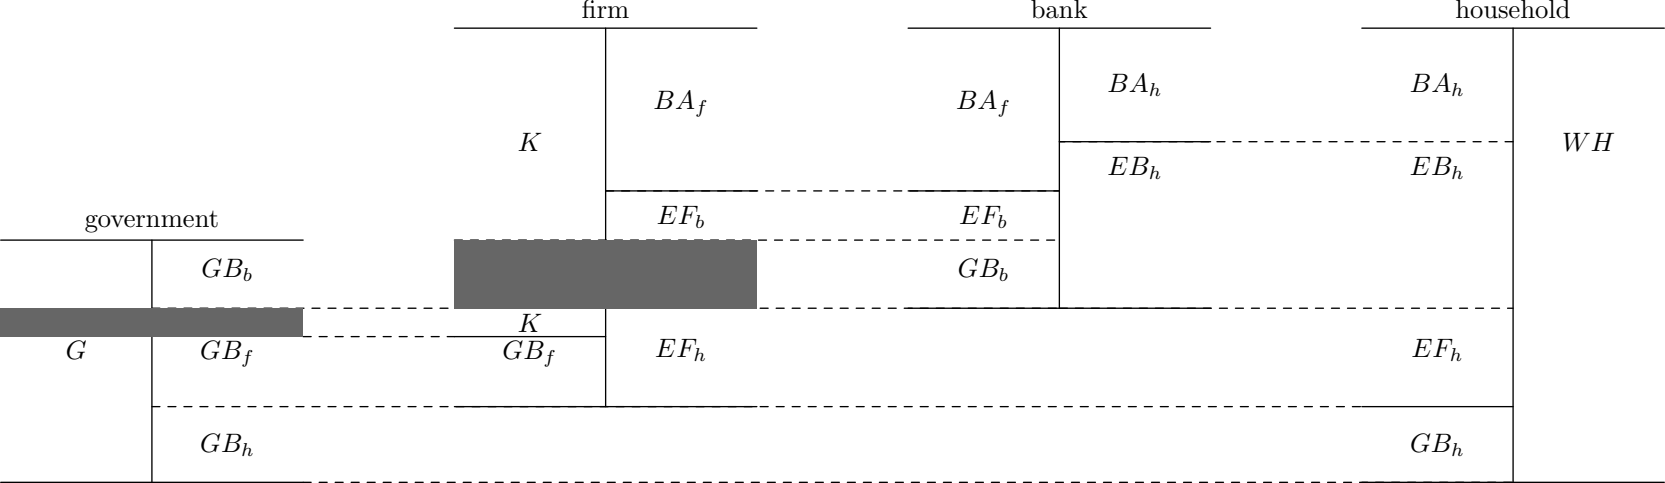 firm bank household
BA_h BA_h
BA_f BA_f
K WH
EB_h EB_h
government EF_b EF_b
GB_b GB_b
K
G GB_f GB_f EF_h EF_h
GB_h GB_h